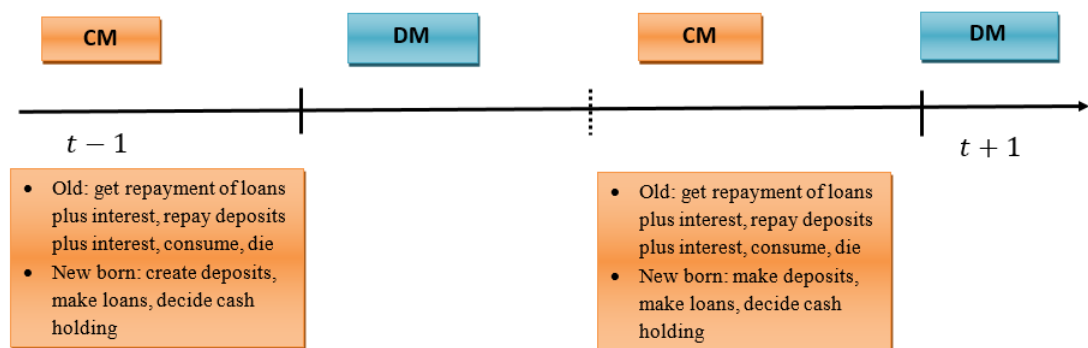 CM
DM
CM
DM
t − 1
t + 1
• Old: get repayment of loans
plus interest, repay deposits
plus interest, consume, die
• New born: create deposits,
make loans, decide cash
holding
• Old: get repayment of loans
plus interest, repay deposits
plus interest, consume, die
• New born: make deposits,
make loans, decide cash
holding